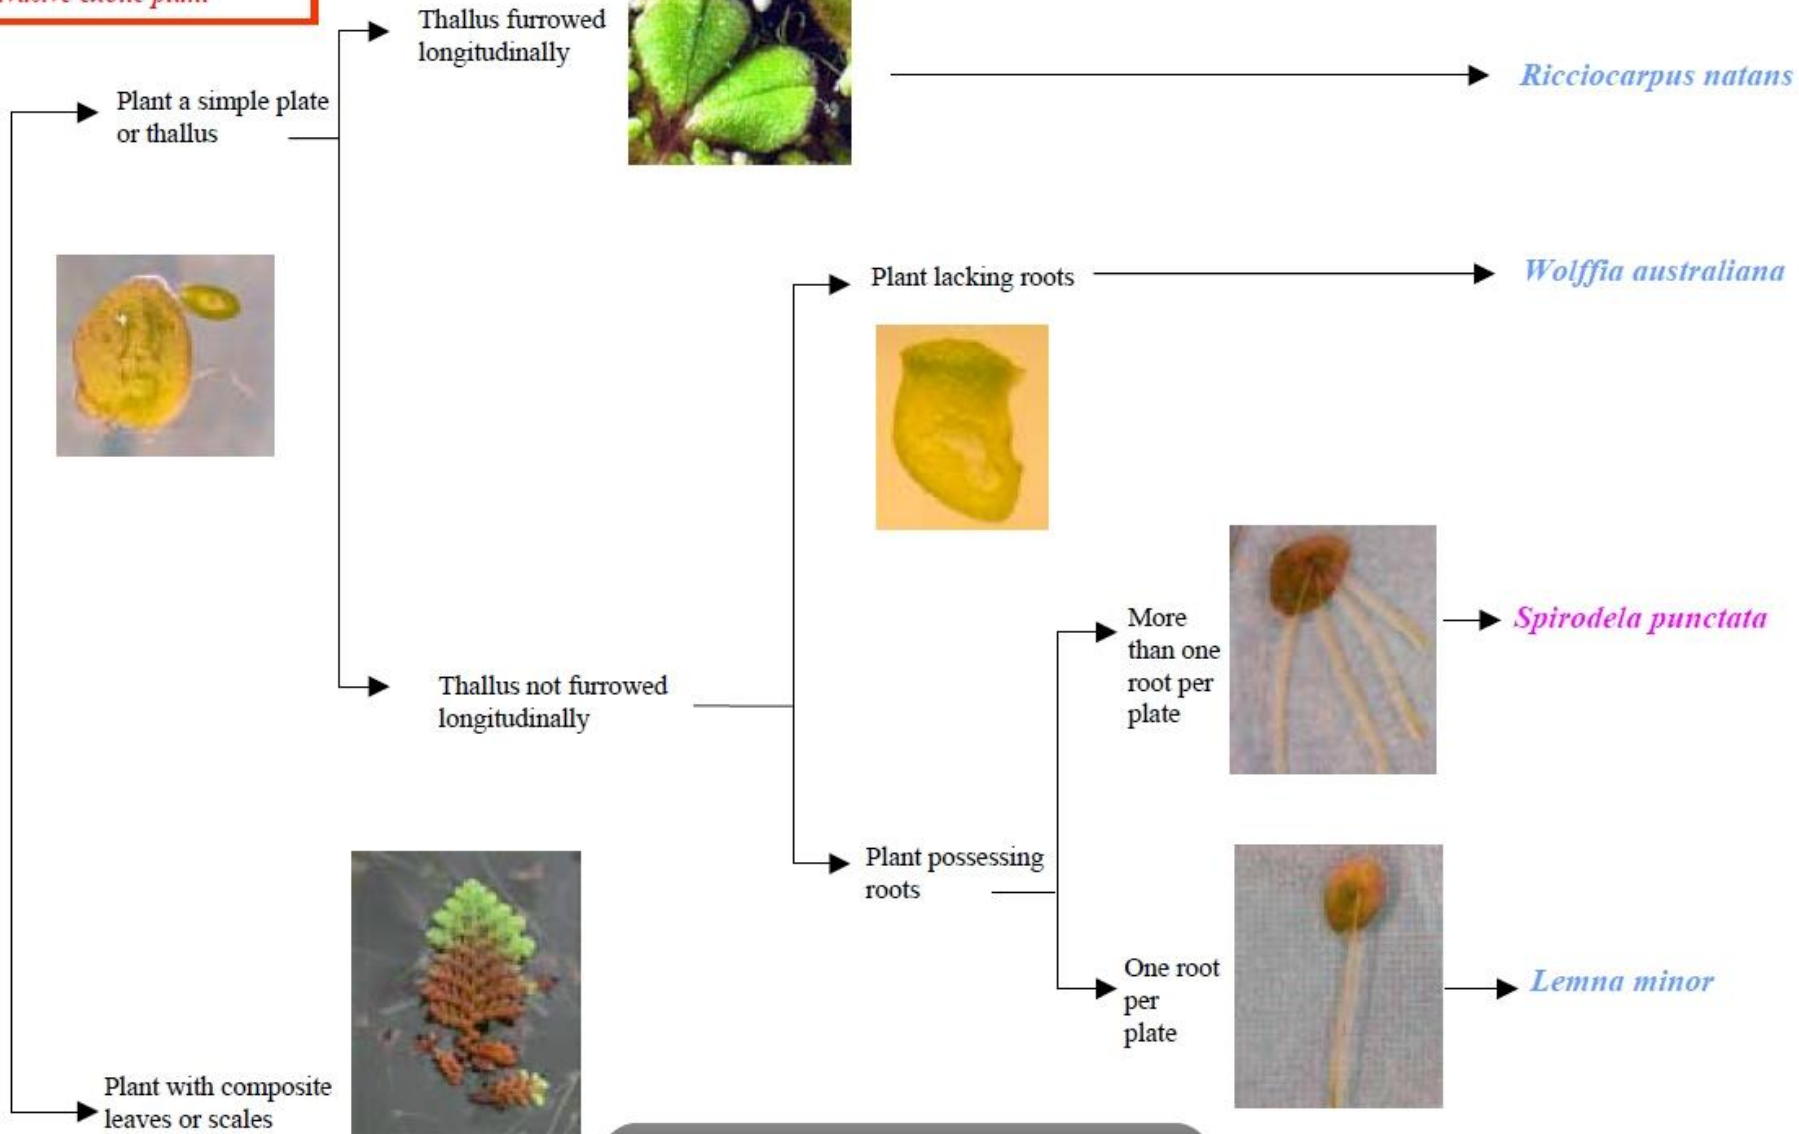 exotic plant
Thallus furrowed
longitudinally
Ricciocarpus natans
Plant a simple plate
or thallus
Plant lacking roots
Wolffia australiana
More
than one
root per
plate
Spirodela punctata
Thallus not furrowed
longitudinally
Plant possessing
roots
One root
per
plate
Lemna minor
Plant with composite
leaves or scales